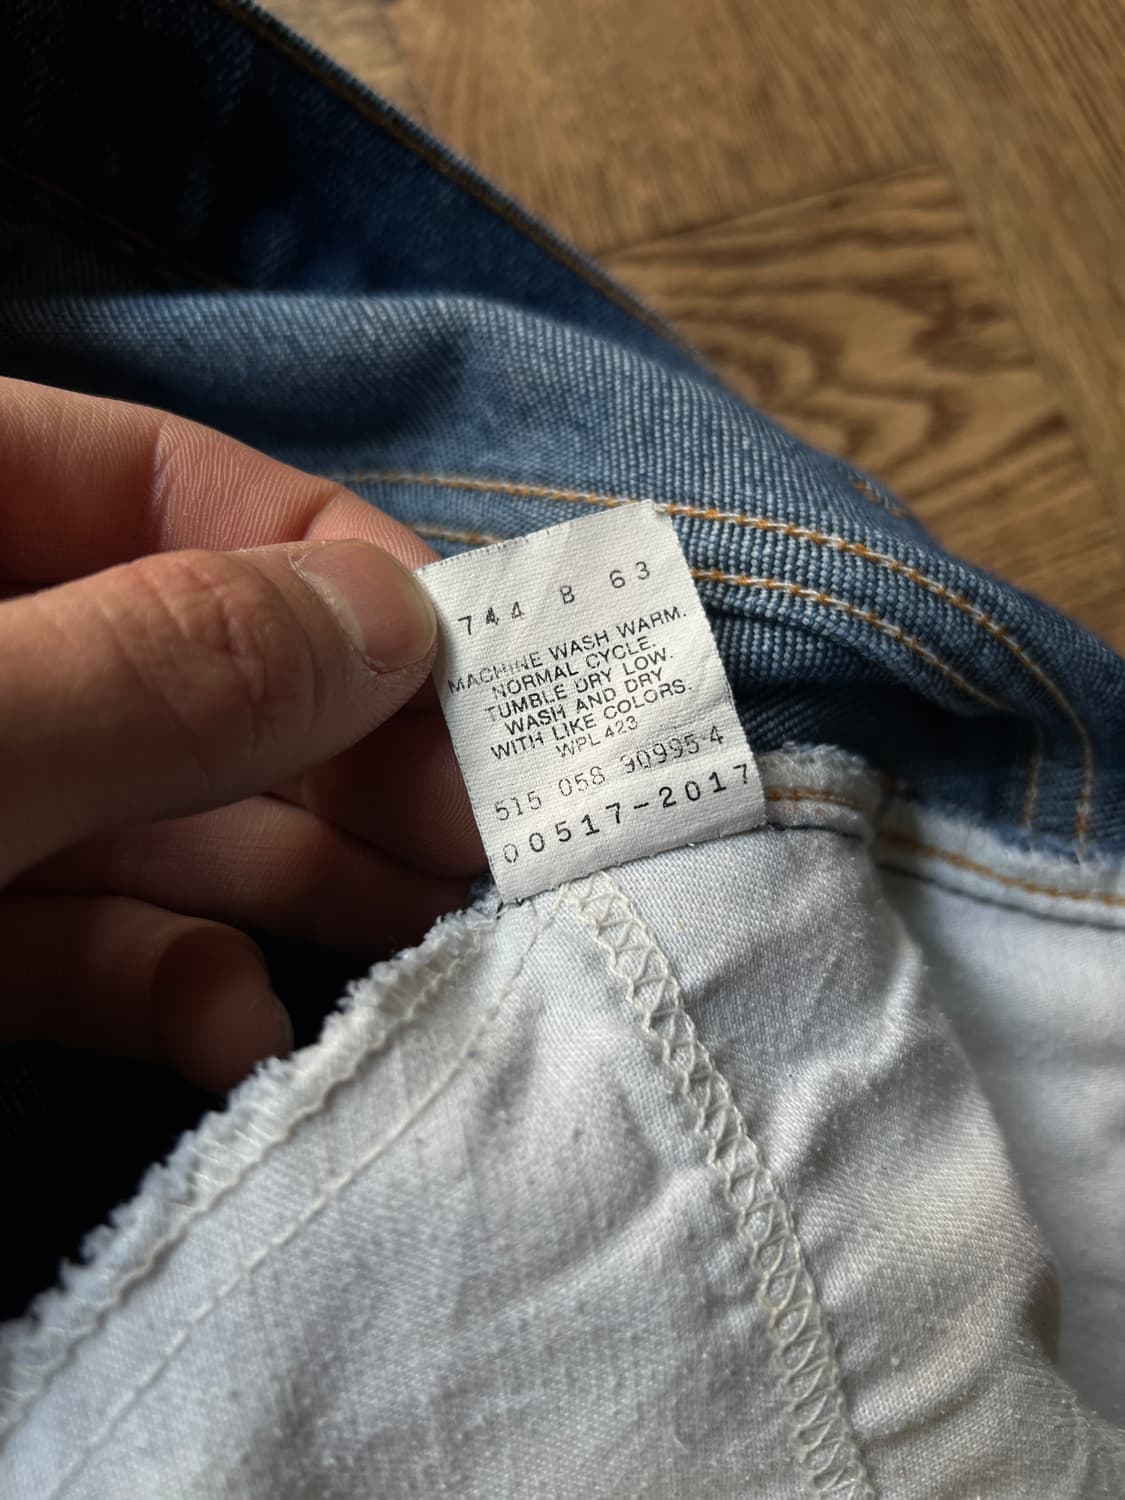 744 B 63
MACHINE WASH WARM.
NORMAL CYCLE.
TUMBLE DRY LOW.
WASH AND DRY
WITH LIKE COLORS.
WPL 423
515 058 90995-4
00517-2017